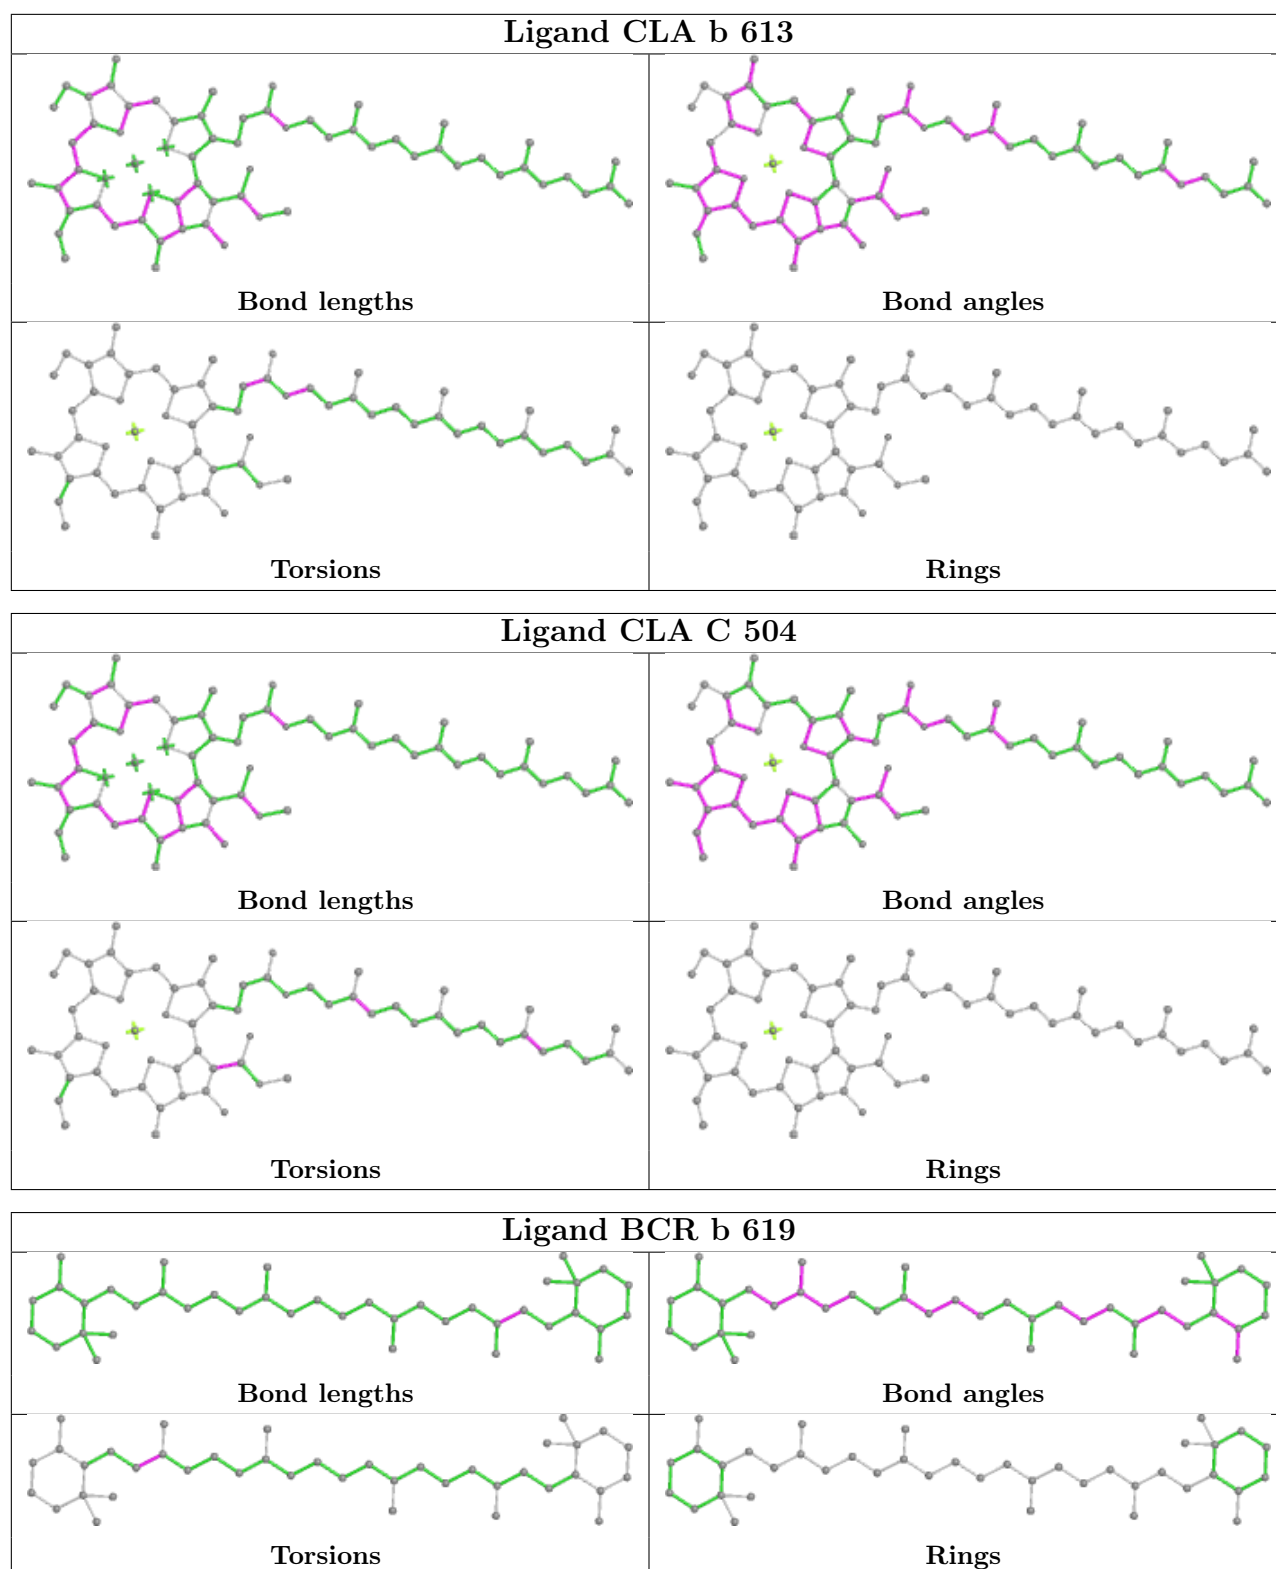 Ligand CLA b 613
Bond lengths
Bond angles
Torsions
Rings
Ligand CLA C 504
Bond lengths
Bond angles
Torsions
Rings
Ligand BCR b 619
Bond lengths
Bond angles
Torsions
Rings